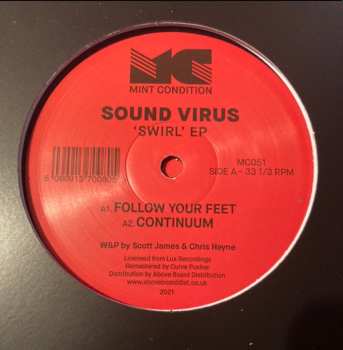 MC
MINT CONDITION
SOUND VIRUS
'SWIRL' EP
MC051
SIDE A - 33 1/3 RPM
A1. FOLLOW YOUR FEET
A2. CONTINUUM
W&P by Scott James & Chris Hayne
Licensed from Lux Recordings
Remastered by Curve Pusher
Distribution by Above Board Distribution
www.aboveboarddist.co.uk
2021